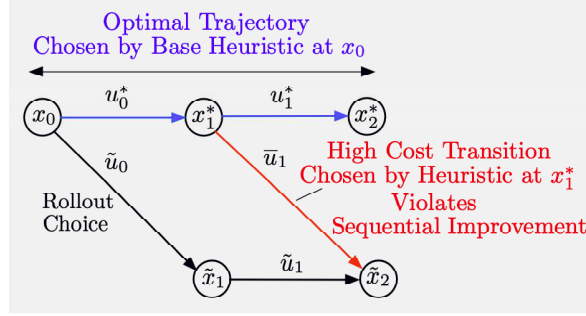 Optimal Trajectory
Chosen by Base Heuristic at x₀
u₀* u₁*
x₀ x₁* x₂*
ũ₀ ū₁ High Cost Transition
Chosen by Heuristic at x₁*
Rollout Violates
Choice Sequential Improvement
ũ₁
x̃₁ x̃₂